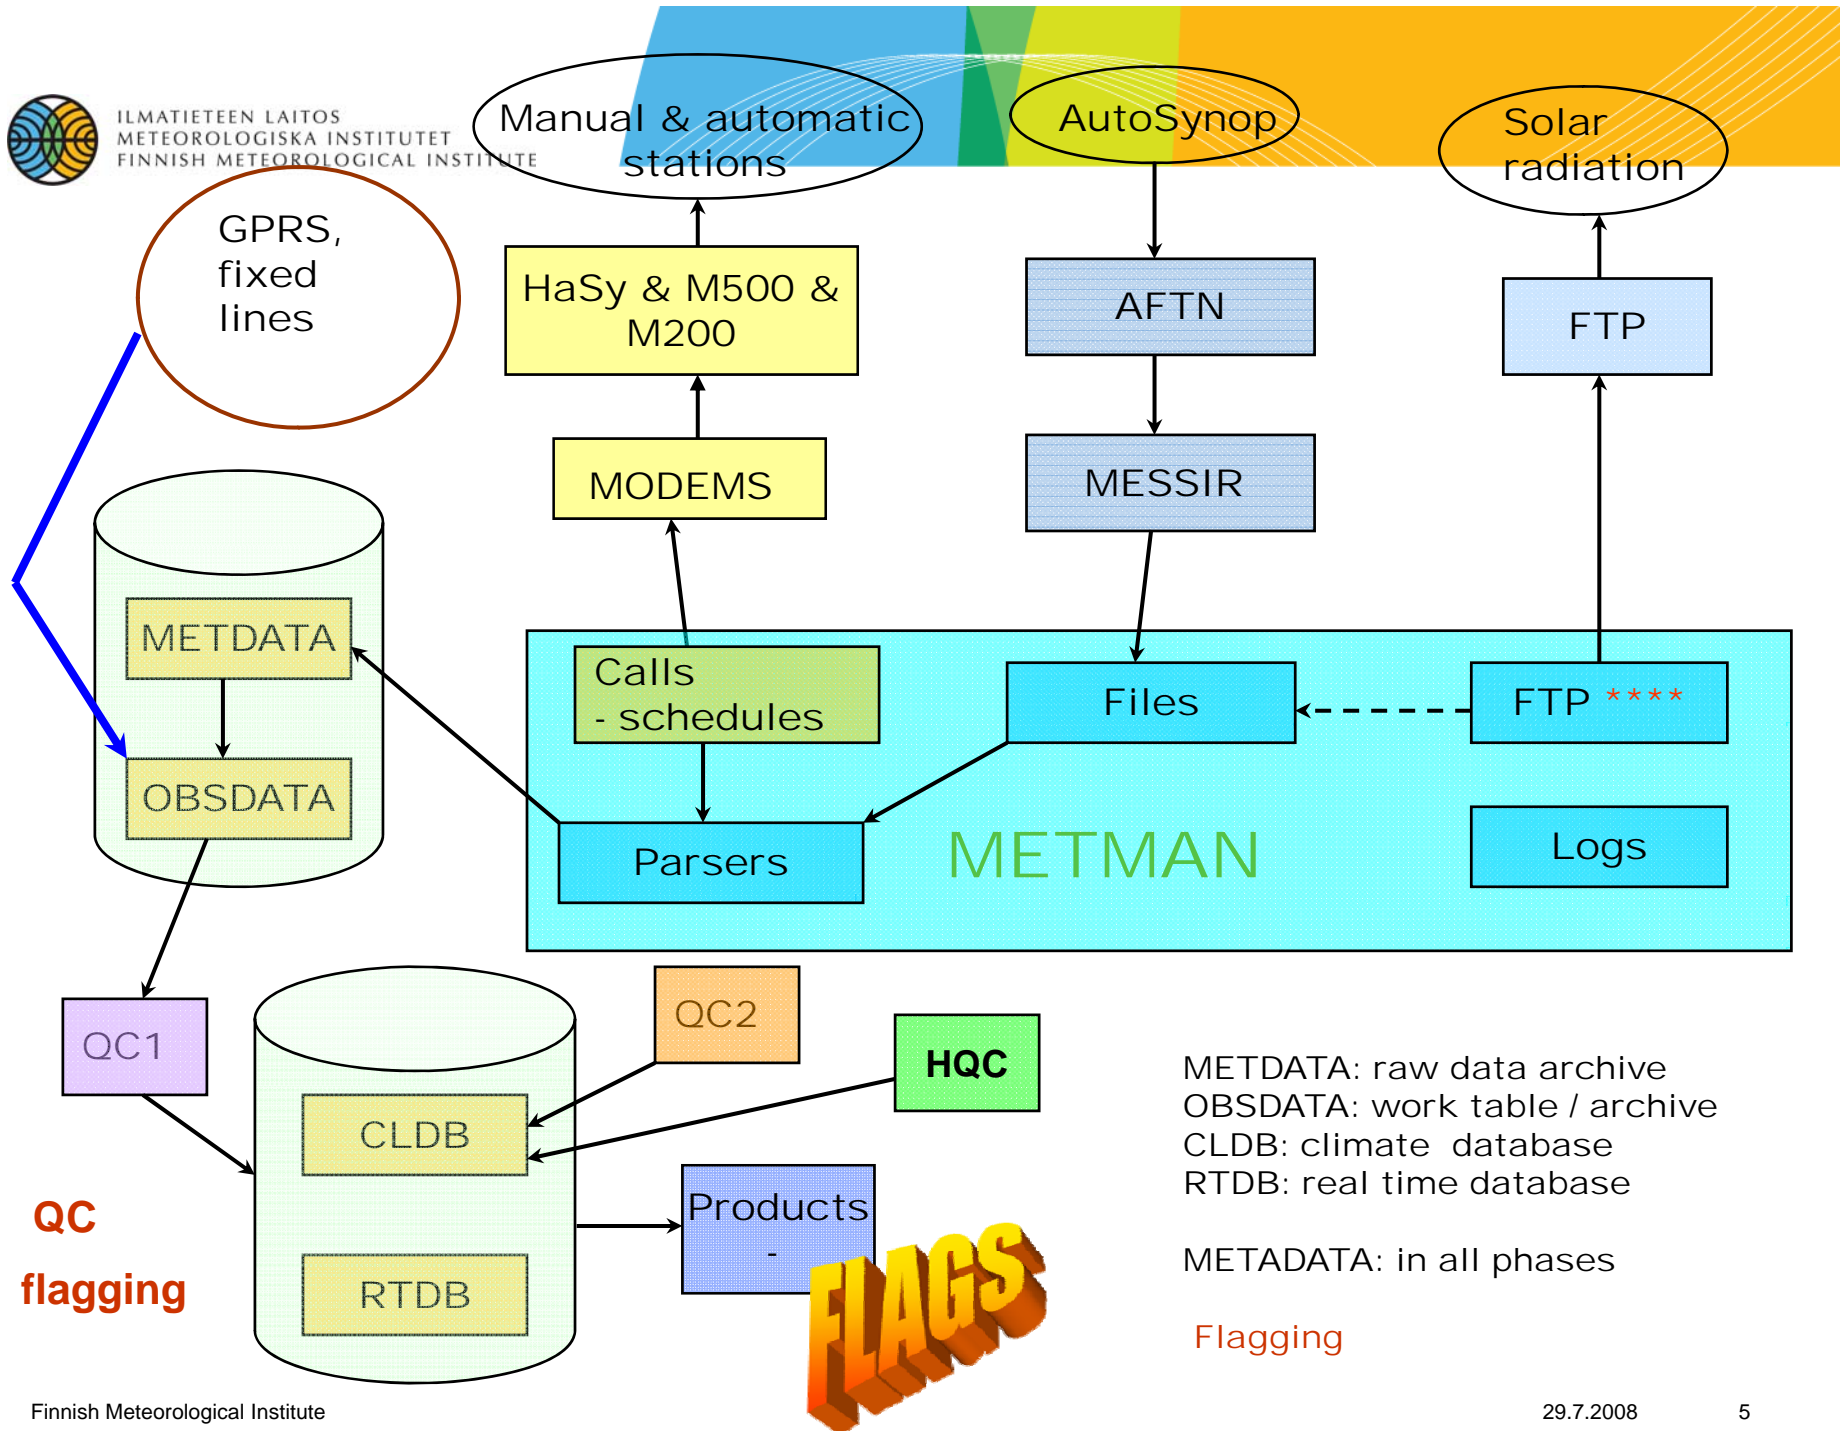 ILMATIETEEN LAITOS
METEOROLOGISKA INSTITUTET
FINNISH METEOROLOGICAL INSTITUTE
Manual & automatic
stations
AutoSynop
Solar
radiation
GPRS,
fixed
lines
HaSy & M500 &
M200
AFTN
FTP
MODEMS
MESSIR
METDATA
OBSDATA
Calls
- schedules
Files
FTP ****
Parsers
METMAN
Logs
QC1
QC2
HQC
CLDB
RTDB
Products
-
FLAGS
QC
flagging
METDATA: raw data archive
OBSDATA: work table / archive
CLDB: climate database
RTDB: real time database
METADATA: in all phases
Flagging
Finnish Meteorological Institute
29.7.2008
5